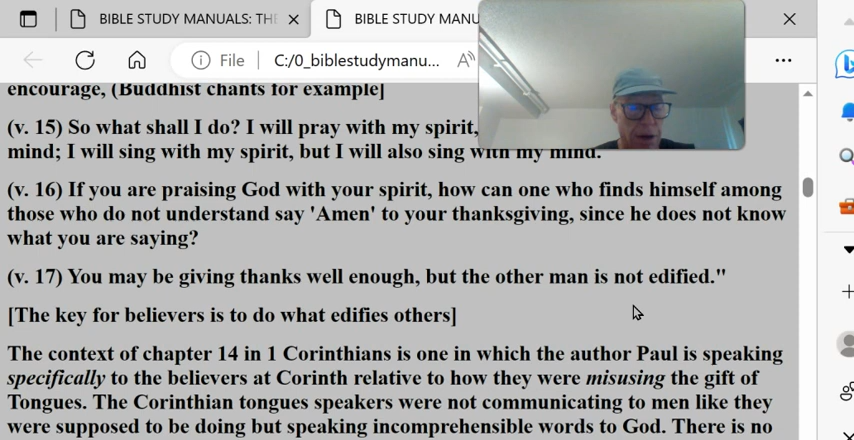 BIBLE STUDY MANUALS: THE
BIBLE STUDY MANU
File
C:/0_biblestudymanu...
encourage, (Buddhist chants for example]
(v. 15) So what shall I do? I will pray with my spirit,
mind; I will sing with my spirit, but I will also sing with my mind.
(v. 16) If you are praising God with your spirit, how can one who finds himself among
those who do not understand say 'Amen' to your thanksgiving, since he does not know
what you are saying?
(v. 17) You may be giving thanks well enough, but the other man is not edified."
[The key for believers is to do what edifies others]
The context of chapter 14 in 1 Corinthians is one in which the author Paul is speaking
specifically to the believers at Corinth relative to how they were misusing the gift of
Tongues. The Corinthian tongues speakers were not communicating to men like they
were supposed to be doing but speaking incomprehensible words to God. There is no